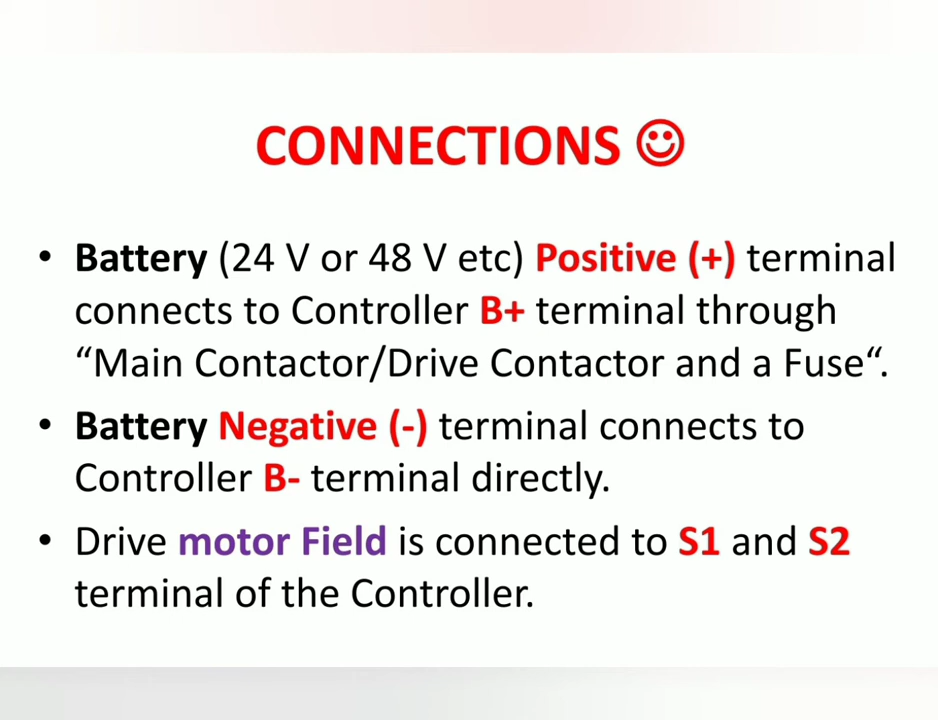 CONNECTIONS ☺
• Battery (24 V or 48 V etc) Positive (+) terminal
connects to Controller B+ terminal through
“Main Contactor/Drive Contactor and a Fuse“.
• Battery Negative (-) terminal connects to
Controller B- terminal directly.
• Drive motor Field is connected to S1 and S2
terminal of the Controller.